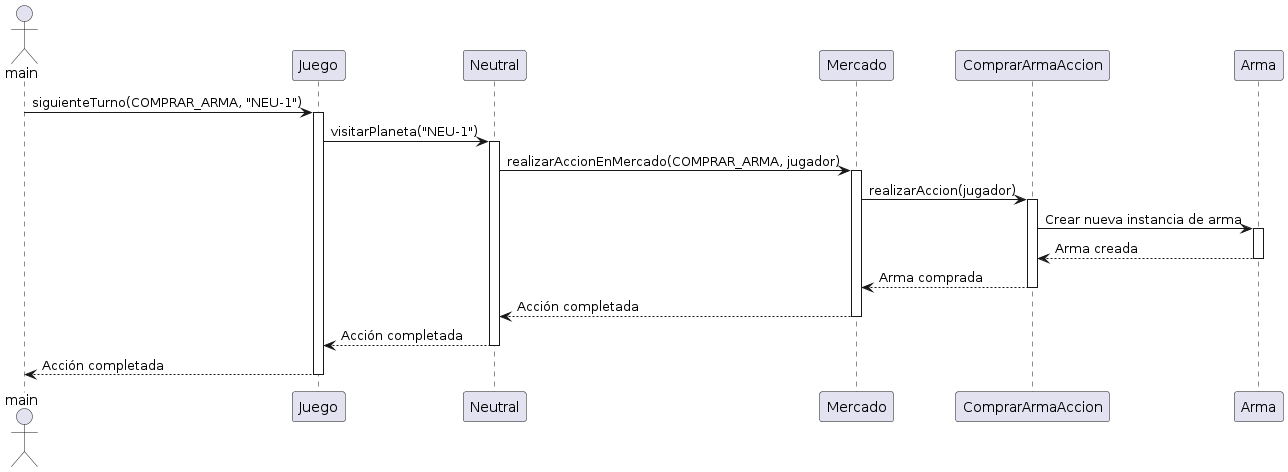 main
Juego
Neutral
Mercado
ComprarArmaAccion
Arma
siguienteTurno(COMPRAR_ARMA, "NEU-1")
visitarPlaneta("NEU-1")
realizarAccionEnMercado(COMPRAR_ARMA, jugador)
realizarAccion(jugador)
Crear nueva instancia de arma
Arma creada
Arma comprada
Acción completada
Acción completada
Acción completada
main
Juego
Neutral
Mercado
ComprarArmaAccion
Arma